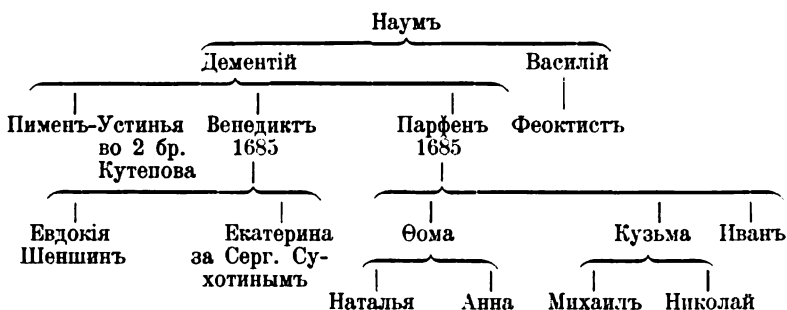 Наумъ
Дементій Василій
Пименъ-Устинья Венедиктъ Парфенъ Феоктистъ
во 2 бр. 1685 1685
Кутепова
Евдокія Екатерина Ѳома Кузьма Иванъ
Шеншинъ за Серг. Су-
хотинымъ
Наталья Анна Михаилъ Николай